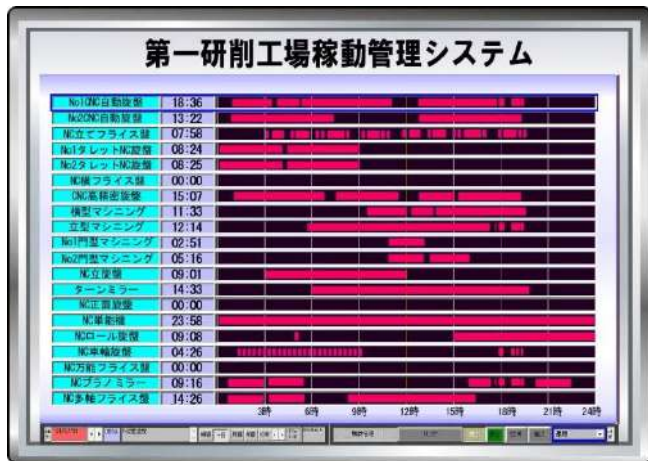 第一研削工場稼動管理システム
No1CNC自動旋盤 18:36
No2CNC自動旋盤 13:22
NC立てフライス盤 07:58
No1タレットNC旋盤 08:24
No2タレットNC旋盤 08:25
NC横フライス盤 00:00
CNC高精密旋盤 15:07
横型マシニング 11:33
立型マシニング 12:14
No1門型マシニング 02:51
No2門型マシニング 05:16
NC立旋盤 09:01
ターンミラー 14:33
NC正面旋盤 00:00
NC単能機 23:58
NCロール旋盤 09:08
NC車輪旋盤 04:26
NC万能フライス盤 00:00
NCプラノミラー 09:16
NC多軸フライス盤 14:26
3時 6時 9時 12時 15時 18時 21時 24時